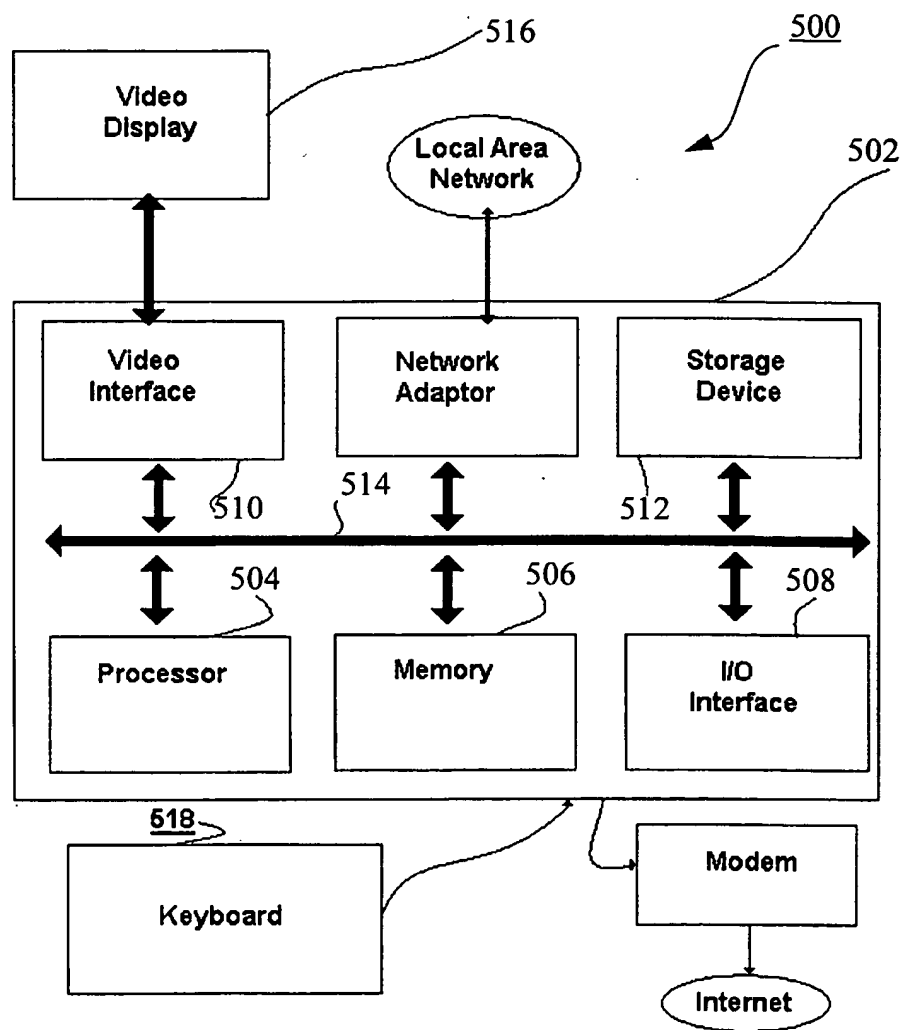 516
500
Video
Display
Local Area
Network
502
Video
Interface
Network
Adaptor
Storage
Device
510
514
512
504
506
508
Processor
Memory
I/O
Interface
518
Keyboard
Modem
Internet